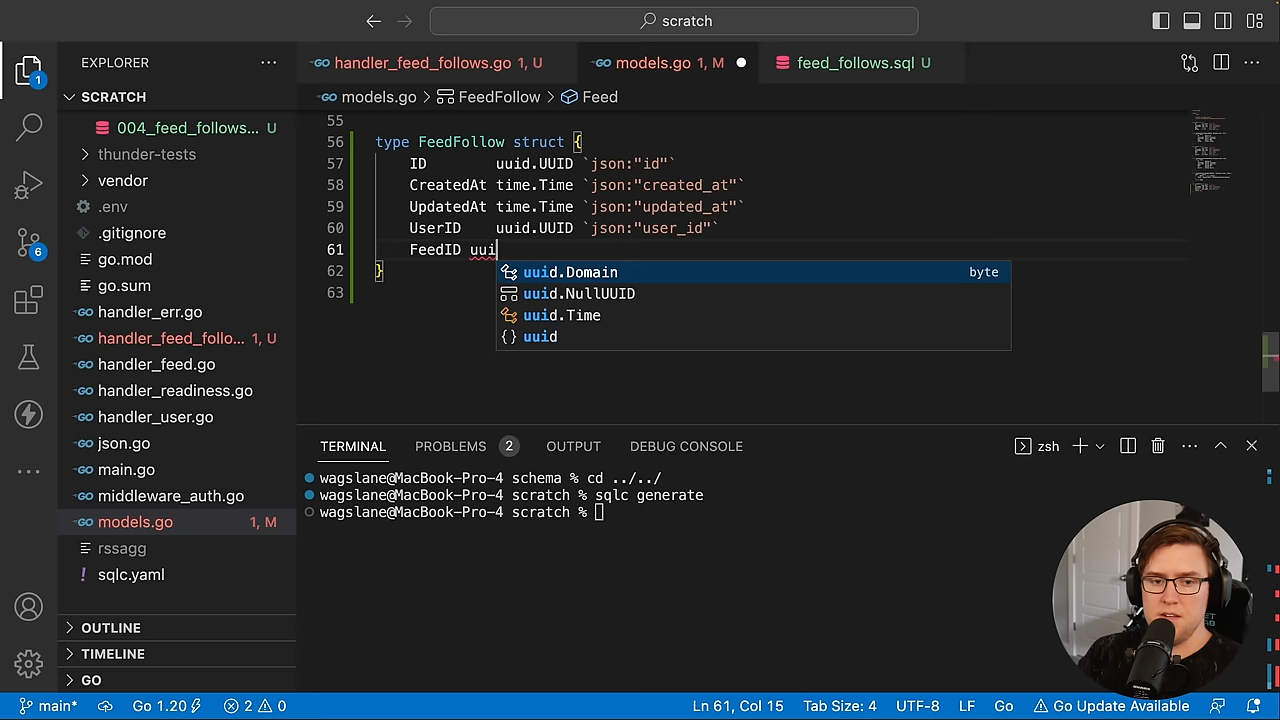 scratch
1
EXPLORER
handler_feed_follows.go 1, U
models.go 1, M
feed_follows.sql U
SCRATCH
models.go > FeedFollow > Feed
004_feed_follows... U
thunder-tests
vendor
.env
.gitignore
6
go.mod
go.sum
handler_err.go
handler_feed_follo... 1, U
handler_feed.go
handler_readiness.go
handler_user.go
json.go
main.go
middleware_auth.go
models.go 1, M
rssagg
! sqlc.yaml
OUTLINE
TIMELINE
GO
55
56 type FeedFollow struct {
57 ID uuid.UUID `json:"id"`
58 CreatedAt time.Time `json:"created_at"`
59 UpdatedAt time.Time `json:"updated_at"`
60 UserID uuid.UUID `json:"user_id"`
61 FeedID uui
62 }
63
uuid.Domain byte
uuid.NullUUID
uuid.Time
{} uuid
TERMINAL PROBLEMS 2 OUTPUT DEBUG CONSOLE zsh
wagslane@MacBook-Pro-4 schema % cd ../../
wagslane@MacBook-Pro-4 scratch % sqlc generate
wagslane@MacBook-Pro-4 scratch %
main* Go 1.20 2 0 Ln 61, Col 15 Tab Size: 4 UTF-8 LF Go Go Update Available